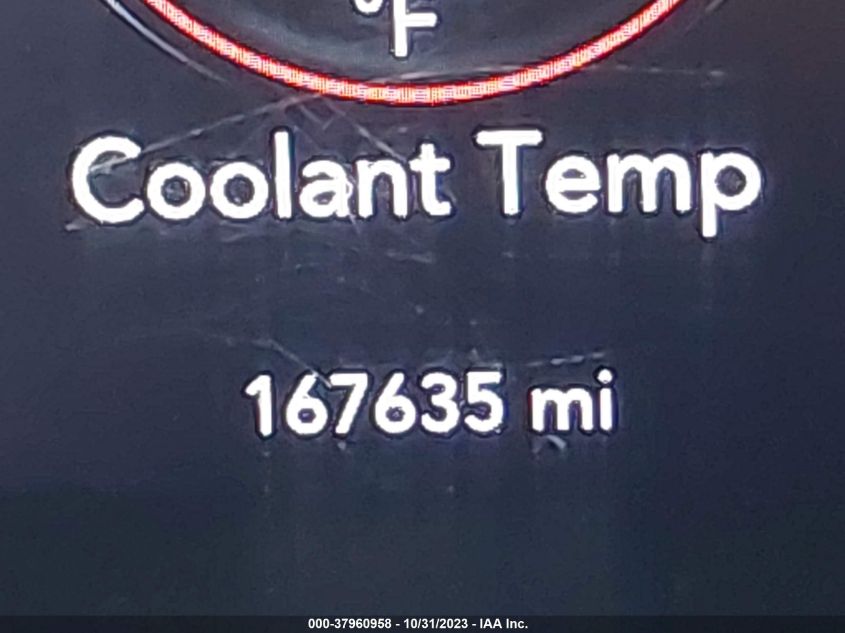 °F
Coolant Temp
167635 mi
000-37960958 - 10/31/2023 - IAA Inc.